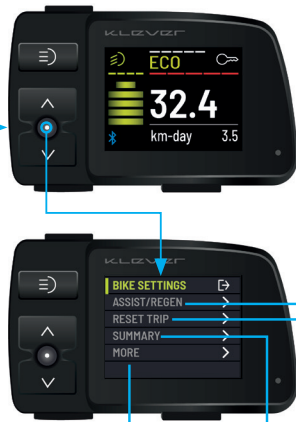 KLEVER
ECO
32.4
km-day 3.5
KLEVER
BIKE SETTINGS
ASSIST/REGEN
RESET TRIP
SUMMARY
MORE